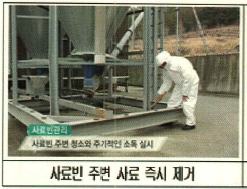 사료빈관리
사료빈 주변 청소와 주기적인 소독 실시
사료빈 주변 사료 즉시 제거